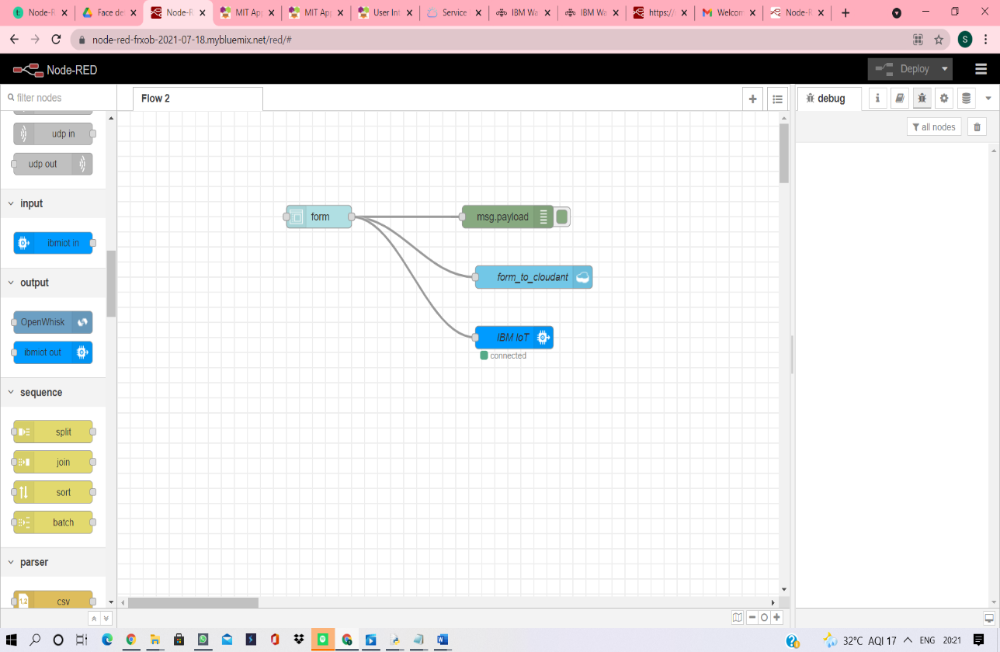 Node-R
Face de
Node-R
MIT Ap
MIT Ap
User Int
Service
IBM Wa
IBM Wa
https://
Welcom
Node-R
node-red-frxob-2021-07-18.mybluemix.net/red/#
S
Node-RED
Deploy
filter nodes
Flow 2
debug
all nodes
udp in
udp out
input
ibmiot in
output
OpenWhisk
ibmiot out
sequence
split
join
sort
batch
parser
csv
form
msg.payload
form_to_cloudant
IBM IoT
connected
32°C AQI 17
ENG
20:21